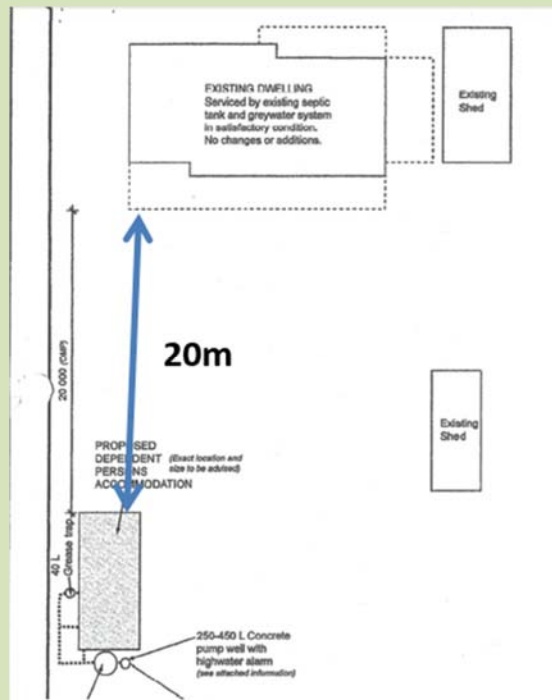 EXISTING DWELLING
Serviced by existing septic
tank and greywater system
in satisfactory condition.
No changes or additions.
Existing
Shed
20m
20 000 (OMP)
Existing
Shed
PROPOSED
DEPENDENT
PERSONS
ACCOMMODATION
(Exact location and
size to be advised)
40 L
Grease trap
250-450 L Concrete
pump well with
highwater alarm
(see attached information)